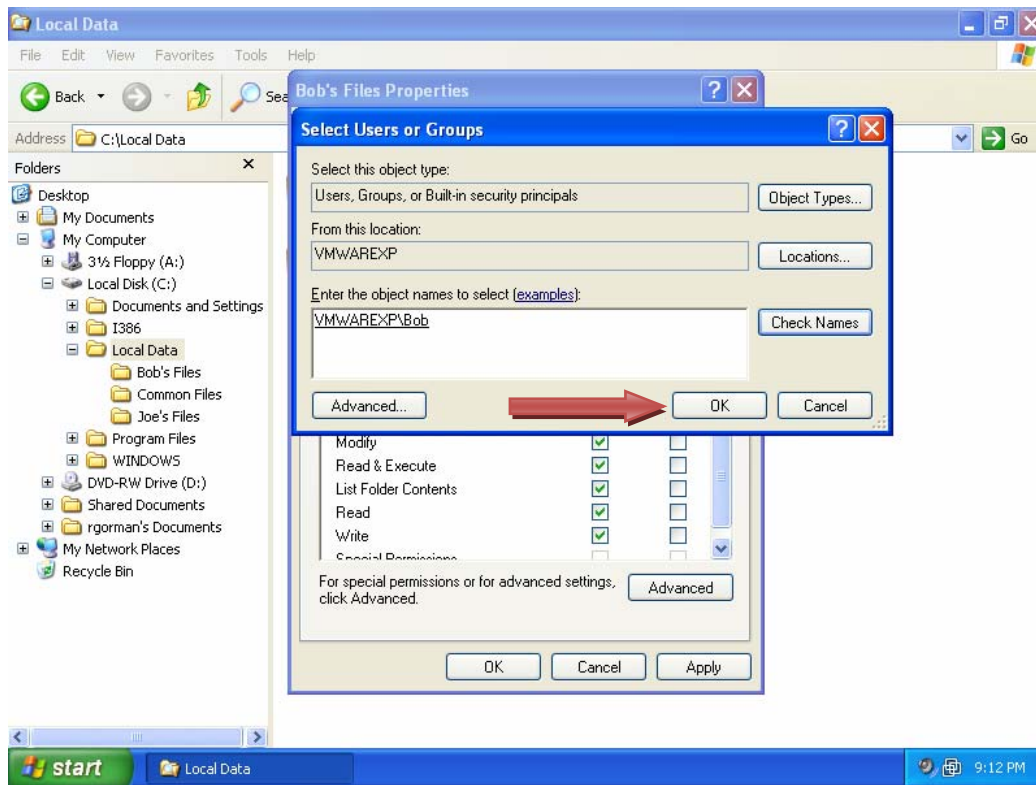 Local Data
File Edit View Favorites Tools Help
Back
Address C:\Local Data
Go
Folders
Desktop
My Documents
My Computer
3½ Floppy (A:)
Local Disk (C:)
Documents and Settings
I386
Local Data
Bob's Files
Common Files
Joe's Files
Program Files
WINDOWS
DVD-RW Drive (D:)
Shared Documents
rgorman's Documents
My Network Places
Recycle Bin
Bob's Files Properties
Select Users or Groups
Select this object type:
Users, Groups, or Built-in security principals
Object Types...
From this location:
VMWAREXP
Locations...
Enter the object names to select (examples):
VMWAREXP\Bob
Check Names
Advanced...
OK
Cancel
Modify
Read & Execute
List Folder Contents
Read
Write
Special Permissions
For special permissions or for advanced settings,
click Advanced.
Advanced
OK
Cancel
Apply
start
Local Data
9:12 PM